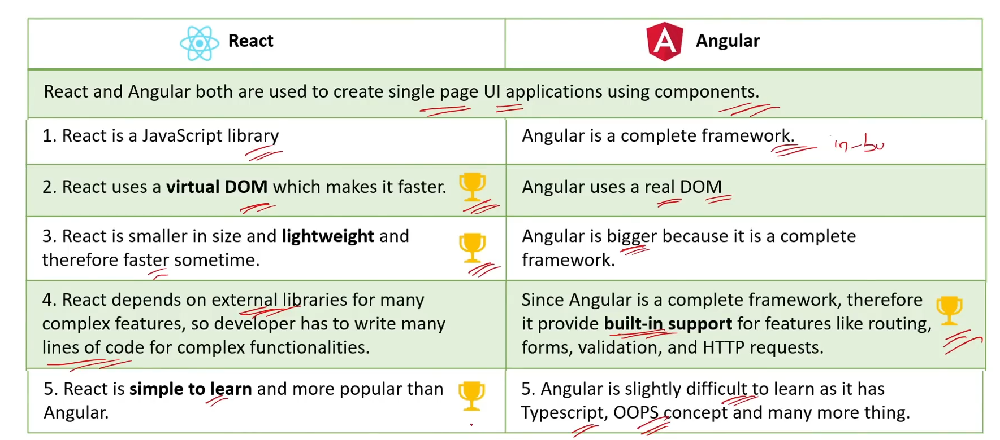 React
Angular
React and Angular both are used to create single page UI applications using components.
1. React is a JavaScript library
Angular is a complete framework.
in-bu
2. React uses a virtual DOM which makes it faster.
Angular uses a real DOM
3. React is smaller in size and lightweight and
therefore faster sometime.
Angular is bigger because it is a complete
framework.
4. React depends on external libraries for many
complex features, so developer has to write many
lines of code for complex functionalities.
Since Angular is a complete framework, therefore
it provide built-in support for features like routing,
forms, validation, and HTTP requests.
5. React is simple to learn and more popular than
Angular.
5. Angular is slightly difficult to learn as it has
Typescript, OOPS concept and many more thing.